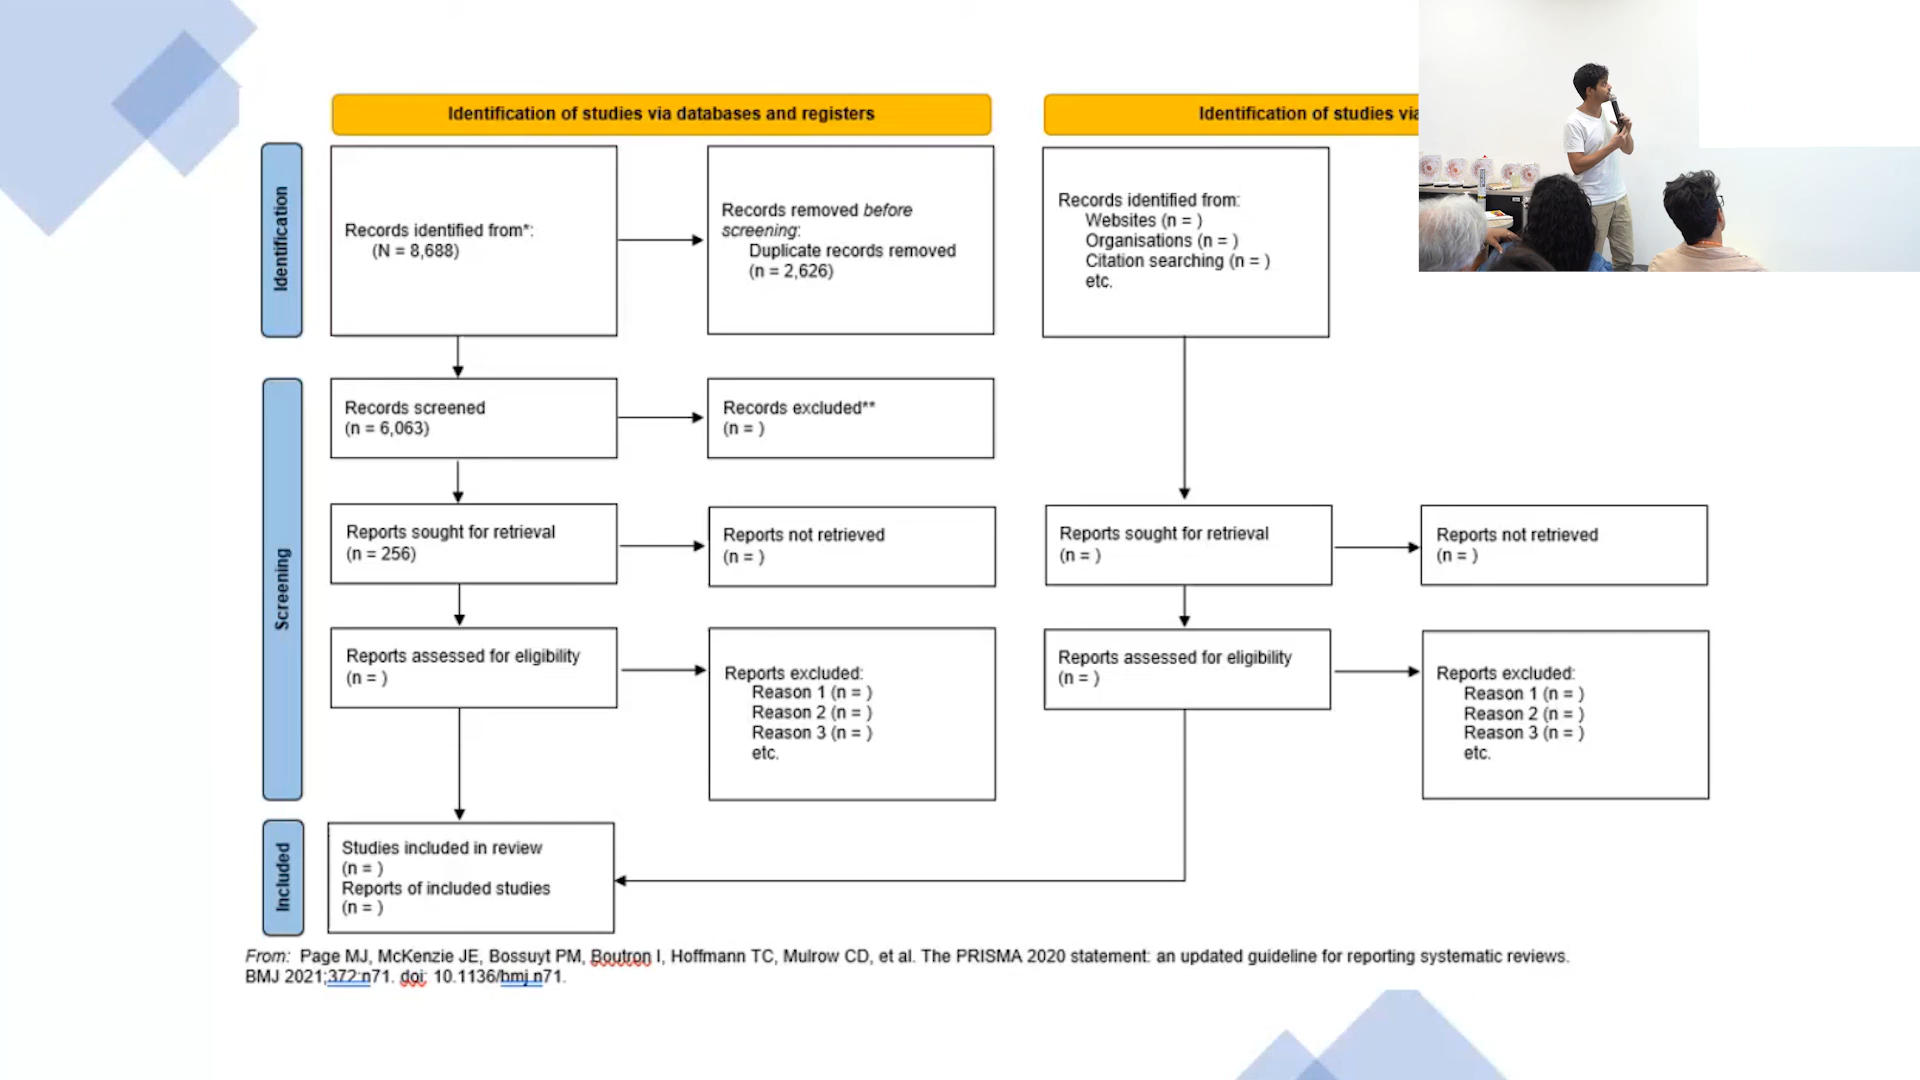 Identification of studies via databases and registers
Identification of studies via
Identification
Records identified from*:
(N = 8,688)
Records removed before
screening:
Duplicate records removed
(n = 2,626)
Records identified from:
Websites (n = )
Organisations (n = )
Citation searching (n = )
etc.
Screening
Records screened
(n = 6,063)
Records excluded**
(n = )
Reports sought for retrieval
(n = 256)
Reports not retrieved
(n = )
Reports sought for retrieval
(n = )
Reports not retrieved
(n = )
Reports assessed for eligibility
(n = )
Reports excluded:
Reason 1 (n = )
Reason 2 (n = )
Reason 3 (n = )
etc.
Reports assessed for eligibility
(n = )
Reports excluded:
Reason 1 (n = )
Reason 2 (n = )
Reason 3 (n = )
etc.
Included
Studies included in review
(n = )
Reports of included studies
(n = )
From: Page MJ, McKenzie JE, Bossuyt PM, Boutron I, Hoffmann TC, Mulrow CD, et al. The PRISMA 2020 statement: an updated guideline for reporting systematic reviews.
BMJ 2021;372:n71. doi: 10.1136/bmj.n71.